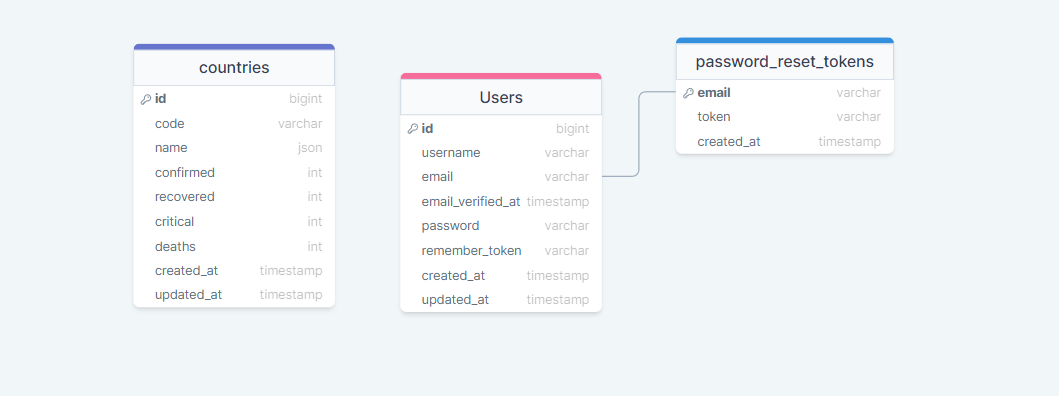 countries
id bigint
code varchar
name json
confirmed int
recovered int
critical int
deaths int
created_at timestamp
updated_at timestamp
Users
id bigint
username varchar
email varchar
email_verified_at timestamp
password varchar
remember_token varchar
created_at timestamp
updated_at timestamp
password_reset_tokens
email varchar
token varchar
created_at timestamp